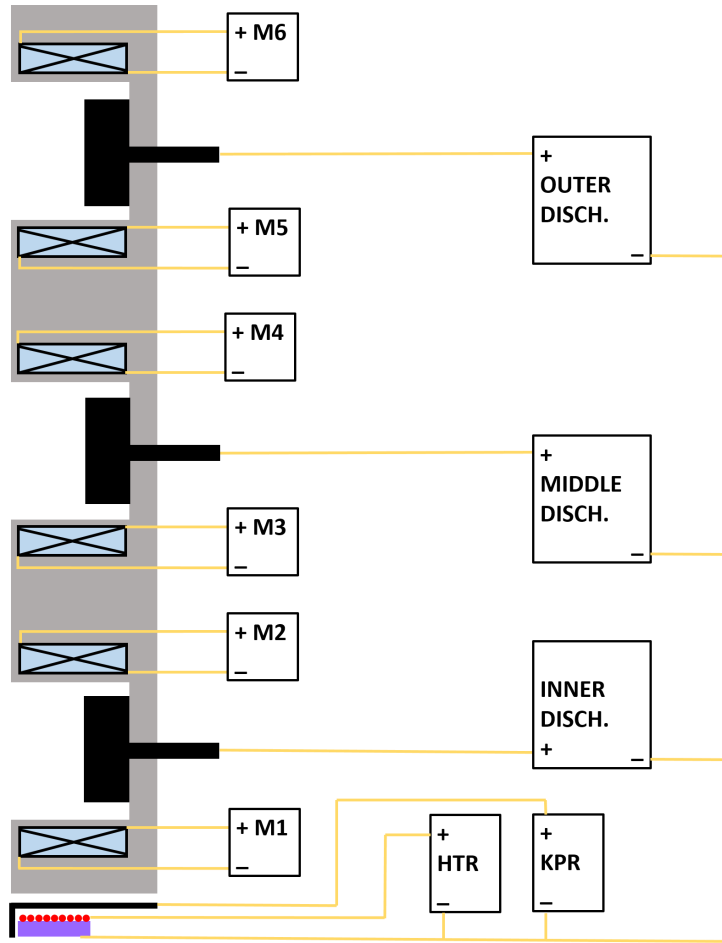 + M6
–
+
OUTER
DISCH.
–
+ M5
–
+ M4
–
+
MIDDLE
DISCH.
–
+ M3
–
+ M2
–
INNER
DISCH.
+
–
+ M1
–
+
HTR
–
+
KPR
–